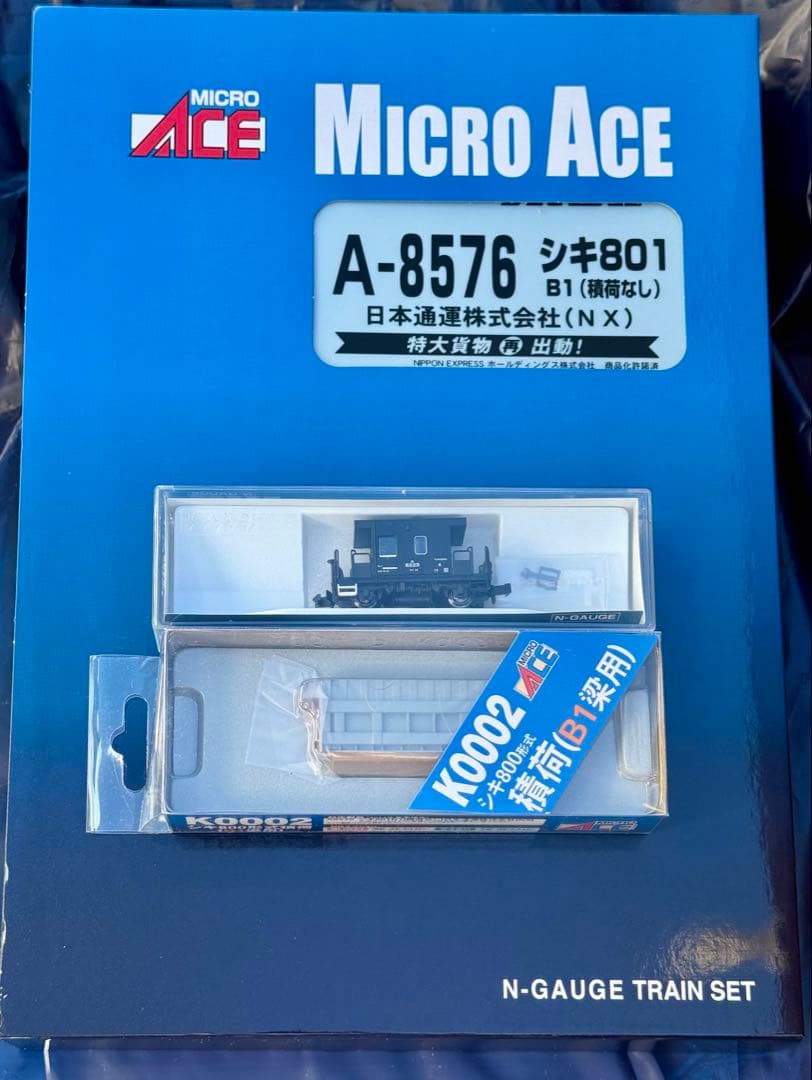 MICRO
ACE
MICRO ACE
A-8576 シキ801
B1(積荷なし)
日本通運株式会社(NX)
特大貨物 再 出動!
NIPPON EXPRESS ホールディングス株式会社 商品化許諾済
N-GAUGE
MICRO
ACE
K0002
シキ800形式
積荷(B1梁用)
K0002
ACE
N-GAUGE TRAIN SET